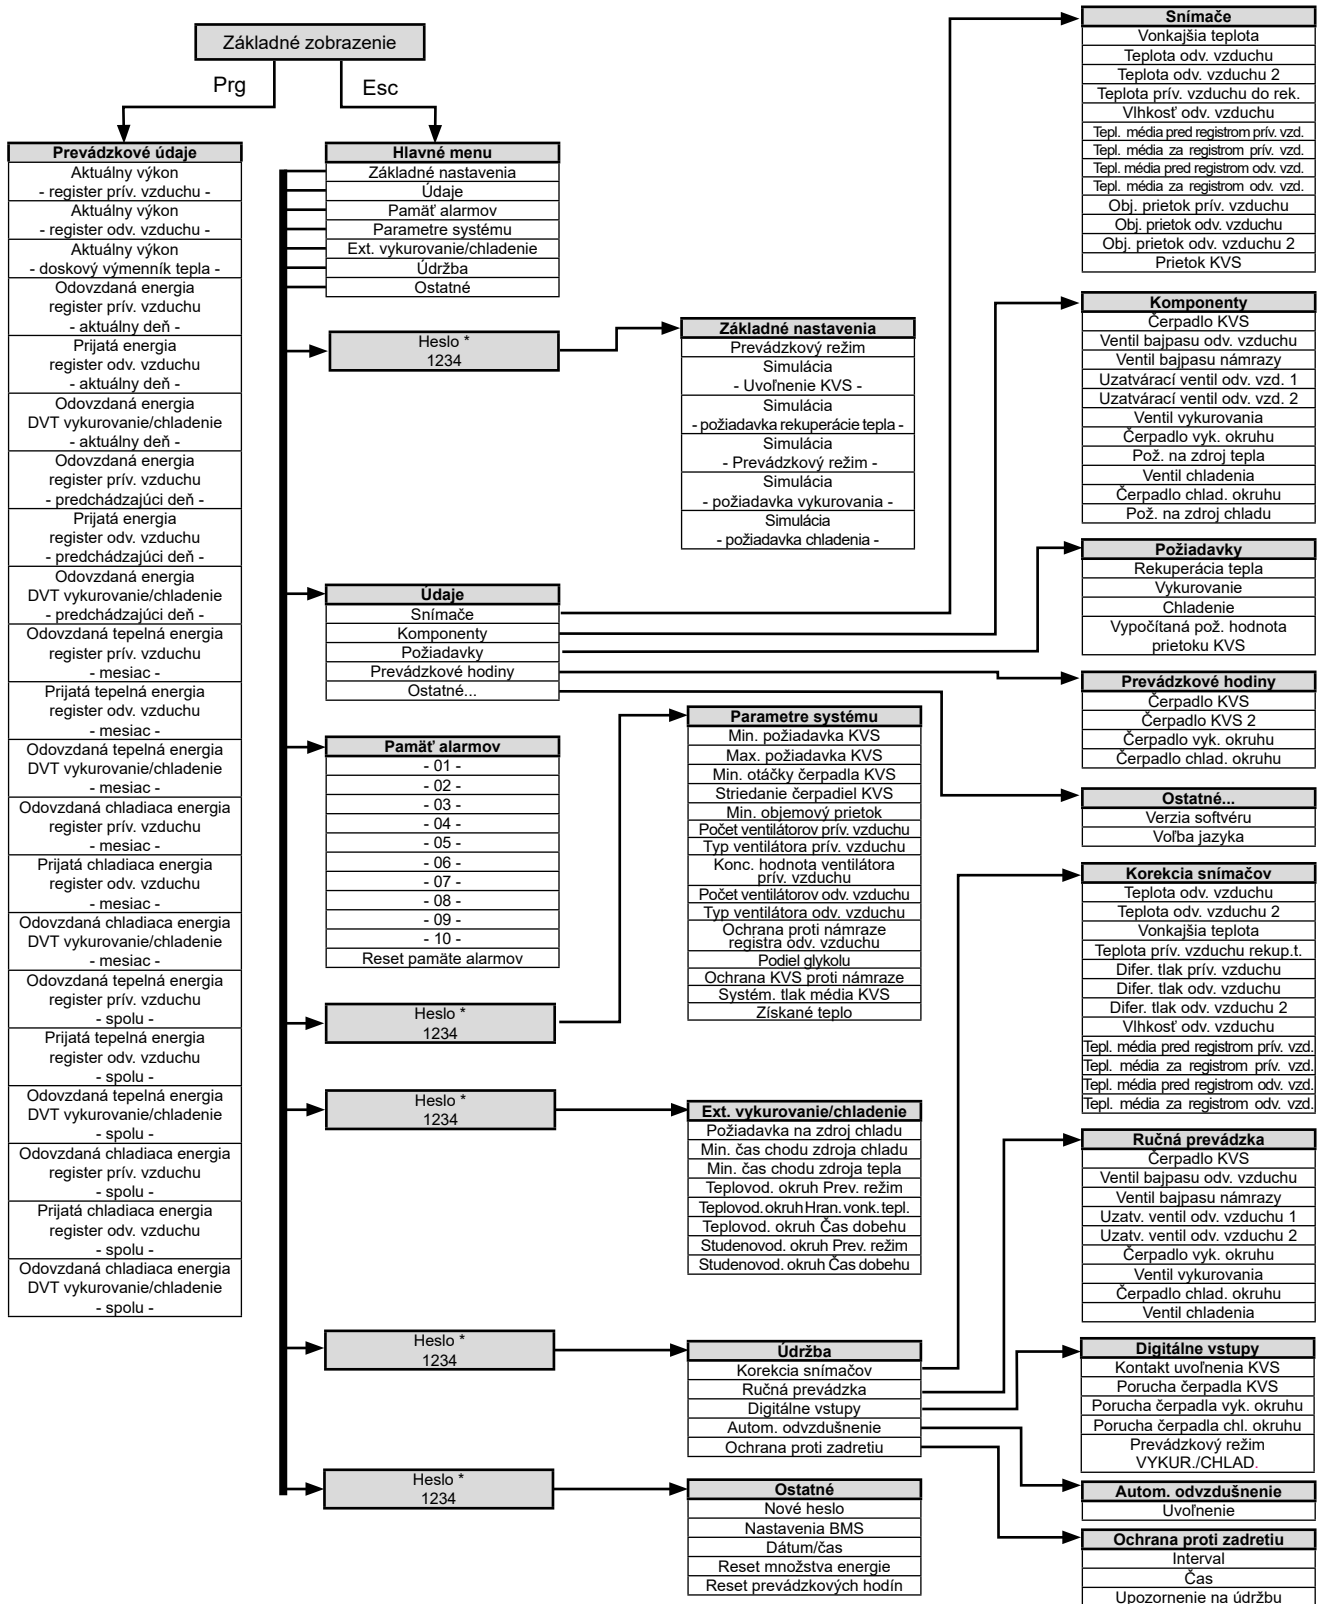 Základné zobrazenie
Prg
Esc
Prevádzkové údaje
Aktuálny výkon
- register prív. vzduchu -
Aktuálny výkon
- register odv. vzduchu -
Aktuálny výkon
- doskový výmenník tepla -
Odovzdaná energia
register prív. vzduchu
- aktuálny deň -
Prijatá energia
register odv. vzduchu
- aktuálny deň -
Odovzdaná energia
DVT vykurovanie/chladenie
- aktuálny deň -
Odovzdaná energia
register prív. vzduchu
- predchádzajúci deň -
Prijatá energia
register odv. vzduchu
- predchádzajúci deň -
Odovzdaná energia
DVT vykurovanie/chladenie
- predchádzajúci deň -
Odovzdaná tepelná energia
register prív. vzduchu
- mesiac -
Prijatá tepelná energia
register odv. vzduchu
- mesiac -
Odovzdaná tepelná energia
DVT vykurovanie/chladenie
- mesiac -
Odovzdaná chladiaca energia
register prív. vzduchu
- mesiac -
Prijatá chladiaca energia
register odv. vzduchu
- mesiac -
Odovzdaná chladiaca energia
DVT vykurovanie/chladenie
- mesiac -
Odovzdaná tepelná energia
register prív. vzduchu
- spolu -
Prijatá tepelná energia
register odv. vzduchu
- spolu -
Odovzdaná tepelná energia
DVT vykurovanie/chladenie
- spolu -
Odovzdaná chladiaca energia
register prív. vzduchu
- spolu -
Prijatá chladiaca energia
register odv. vzduchu
- spolu -
Odovzdaná chladiaca energia
DVT vykurovanie/chladenie
- spolu -
Hlavné menu
Základné nastavenia
Údaje
Pamäť alarmov
Parametre systému
Ext. vykurovanie/chladenie
Údržba
Ostatné
Heslo *
1234
Základné nastavenia
Prevádzkový režim
Simulácia
- Uvoľnenie KVS -
Simulácia
- požiadavka rekuperácie tepla -
Simulácia
- Prevádzkový režim -
Simulácia
- požiadavka vykurovania -
Simulácia
- požiadavka chladenia -
Údaje
Snímače
Komponenty
Požiadavky
Prevádzkové hodiny
Ostatné...
Pamäť alarmov
- 01 -
- 02 -
- 03 -
- 04 -
- 05 -
- 06 -
- 07 -
- 08 -
- 09 -
- 10 -
Reset pamäte alarmov
Heslo *
1234
Parametre systému
Min. požiadavka KVS
Max. požiadavka KVS
Min. otáčky čerpadla KVS
Striedanie čerpadiel KVS
Min. objemový prietok
Počet ventilátorov prív. vzduchu
Typ ventilátora prív. vzduchu
Konc. hodnota ventilátora
prív. vzduchu
Počet ventilátorov odv. vzduchu
Typ ventilátora odv. vzduchu
Ochrana proti námraze
registra odv. vzduchu
Podiel glykolu
Ochrana KVS proti námraze
Systém. tlak média KVS
Získané teplo
Heslo *
1234
Ext. vykurovanie/chladenie
Požiadavka na zdroj chladu
Min. čas chodu zdroja chladu
Min. čas chodu zdroja tepla
Teplovod. okruh Prev. režim
Teplovod. okruh Hran. vonk. tepl.
Teplovod. okruh Čas dobehu
Studenovod. okruh Prev. režim
Studenovod. okruh Čas dobehu
Heslo *
1234
Údržba
Korekcia snímačov
Ručná prevádzka
Digitálne vstupy
Autom. odvzdušnenie
Ochrana proti zadretiu
Heslo *
1234
Ostatné
Nové heslo
Nastavenia BMS
Dátum/čas
Reset množstva energie
Reset prevádzkových hodín
Snímače
Vonkajšia teplota
Teplota odv. vzduchu
Teplota odv. vzduchu 2
Teplota prív. vzduchu do rek.
Vlhkosť odv. vzduchu
Tepl. média pred registrom prív. vzd.
Tepl. média za registrom prív. vzd.
Tepl. média pred registrom odv. vzd.
Tepl. média za registrom odv. vzd.
Obj. prietok prív. vzduchu
Obj. prietok odv. vzduchu
Obj. prietok odv. vzduchu 2
Prietok KVS
Komponenty
Čerpadlo KVS
Ventil bajpasu odv. vzduchu
Ventil bajpasu námrazy
Uzatvárací ventil odv. vzd. 1
Uzatvárací ventil odv. vzd. 2
Ventil vykurovania
Čerpadlo vyk. okruhu
Pož. na zdroj tepla
Ventil chladenia
Čerpadlo chlad. okruhu
Pož. na zdroj chladu
Požiadavky
Rekuperácia tepla
Vykurovanie
Chladenie
Vypočítaná pož. hodnota
prietoku KVS
Prevádzkové hodiny
Čerpadlo KVS
Čerpadlo KVS 2
Čerpadlo vyk. okruhu
Čerpadlo chlad. okruhu
Ostatné...
Verzia softvéru
Voľba jazyka
Korekcia snímačov
Teplota odv. vzduchu
Teplota odv. vzduchu 2
Vonkajšia teplota
Teplota prív. vzduchu rekup.t.
Difer. tlak prív. vzduchu
Difer. tlak odv. vzduchu
Difer. tlak odv. vzduchu 2
Vlhkosť odv. vzduchu
Tepl. média pred registrom prív. vzd.
Tepl. média za registrom prív. vzd.
Tepl. média pred registrom odv. vzd.
Tepl. média za registrom odv. vzd.
Ručná prevádzka
Čerpadlo KVS
Ventil bajpasu odv. vzduchu
Ventil bajpasu námrazy
Uzatv. ventil odv. vzduchu 1
Uzatv. ventil odv. vzduchu 2
Čerpadlo vyk. okruhu
Ventil vykurovania
Čerpadlo chlad. okruhu
Ventil chladenia
Digitálne vstupy
Kontakt uvoľnenia KVS
Porucha čerpadla KVS
Porucha čerpadla vyk. okruhu
Porucha čerpadla chl. okruhu
Prevádzkový režim
VYKUR./CHLAD.
Autom. odvzdušnenie
Uvoľnenie
Ochrana proti zadretiu
Interval
Čas
Upozornenie na údržbu